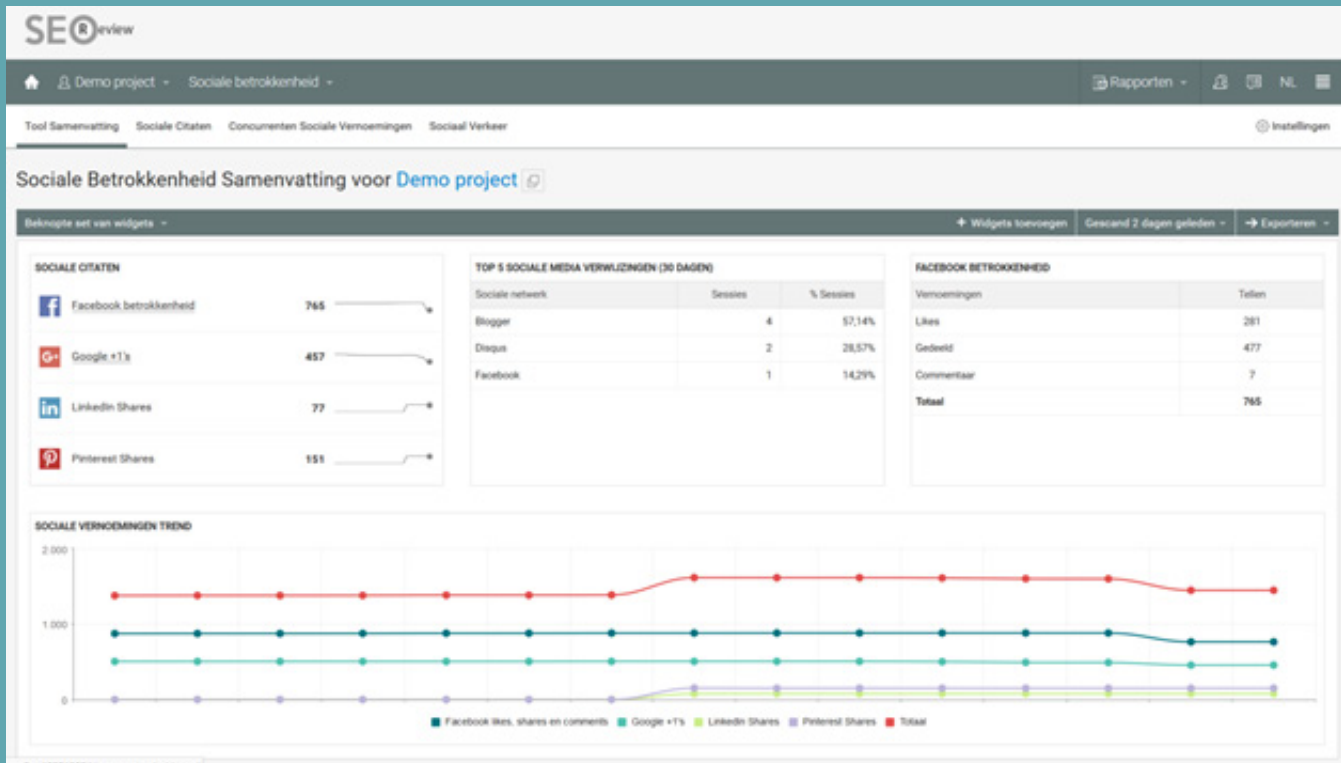 SEO Review
Demo project Sociale betrokkenheid Rapporten NL
Tool Samenvatting Sociale Citaten Concurrenten Sociale Vernoemingen Sociaal Verkeer Instellingen
Sociale Betrokkenheid Samenvatting voor Demo project
Beknopte set van widgets + Widgets toevoegen Gescand 2 dagen geleden → Exporteren
SOCIALE CITATEN
Facebook betrokkenheid 765
Google +1's 457
LinkedIn Shares 77
Pinterest Shares 151
TOP 5 SOCIALE MEDIA VERWIJZINGEN (30 DAGEN)
Sociale netwerk Sessies % Sessies
Blogger 4 57,14%
Disqus 2 28,57%
Facebook 1 14,29%
FACEBOOK BETROKKENHEID
Vernoemingen Tellen
Likes 281
Gedeeld 477
Commentaar 7
Totaal 765
SOCIALE VERNOEMINGEN TREND
2 000
1 000
0
Facebook likes, shares en comments Google +1's LinkedIn Shares Pinterest Shares Totaal